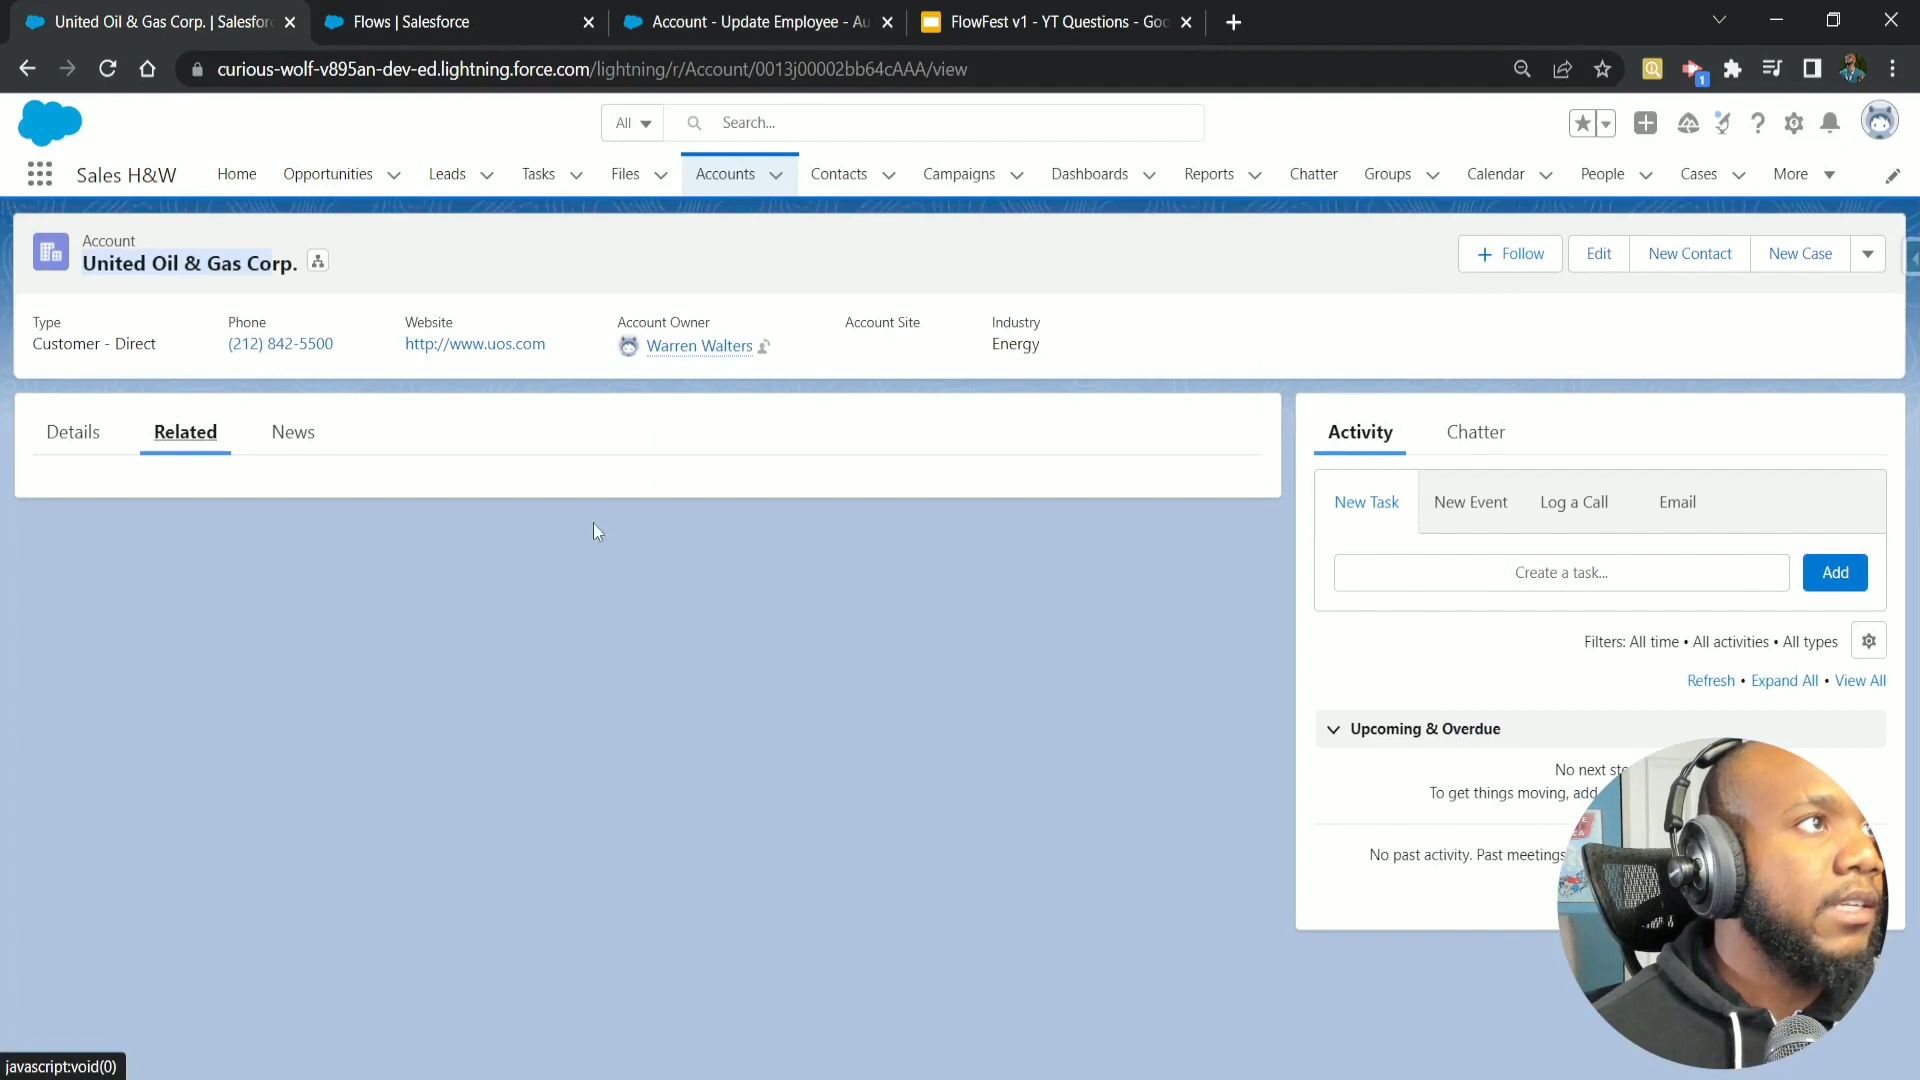 United Oil & Gas Corp. | Salesfor
Flows | Salesforce
Account - Update Employee - Au
FlowFest v1 - YT Questions - Goo
curious-wolf-v895an-dev-ed.lightning.force.com/lightning/r/Account/0013j00002bb64cAAA/view
1
All
Search...
Sales H&W
Home
Opportunities
Leads
Tasks
Files
Accounts
Contacts
Campaigns
Dashboards
Reports
Chatter
Groups
Calendar
People
Cases
More
Account
United Oil & Gas Corp.
Follow
Edit
New Contact
New Case
Type
Phone
Website
Account Owner
Account Site
Industry
Customer - Direct
(212) 842-5500
http://www.uos.com
Warren Walters
Energy
Details
Related
News
Activity
Chatter
New Task
New Event
Log a Call
Email
Create a task...
Add
Filters: All time • All activities • All types
Refresh • Expand All • View All
Upcoming & Overdue
No next
To get things moving, add
No past activity. Past meetings
javascript:void(0)